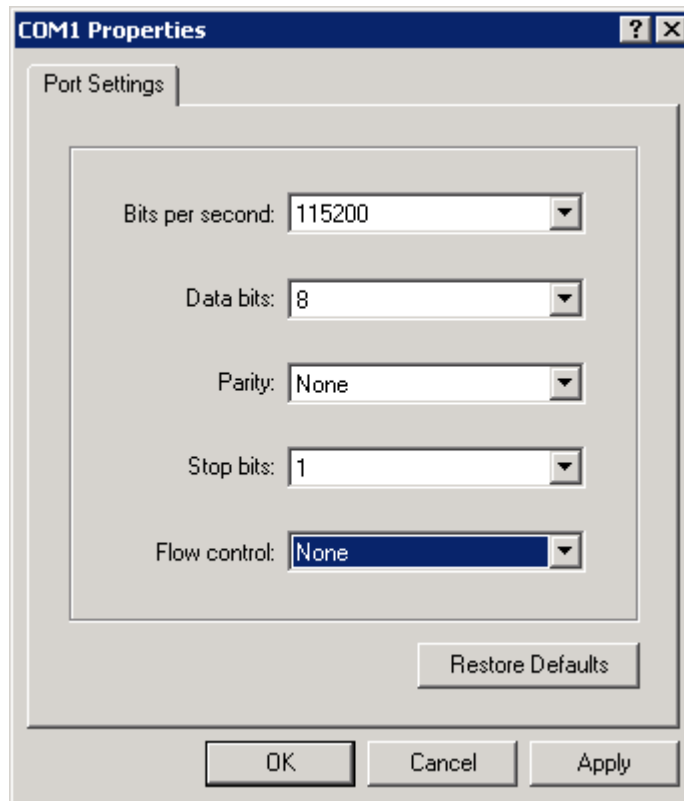 COM1 Properties
Port Settings
Bits per second: 115200
Data bits: 8
Parity: None
Stop bits: 1
Flow control: None
Restore Defaults
OK Cancel Apply